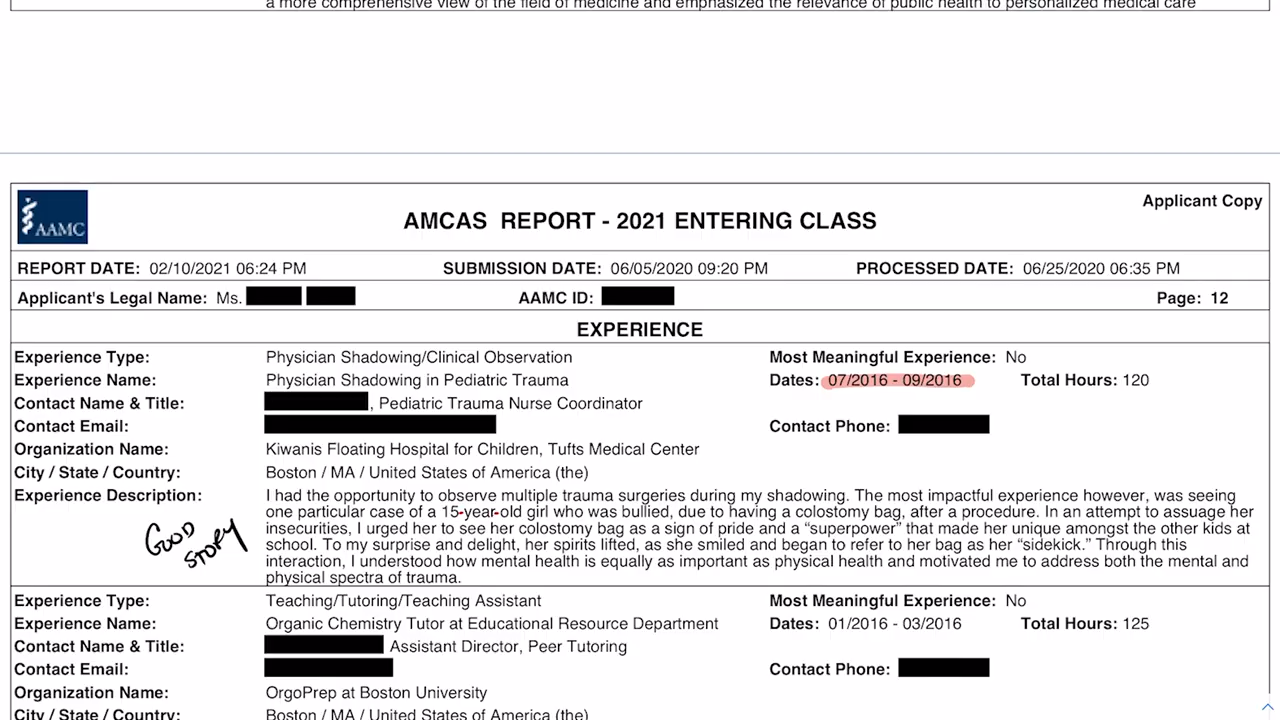 a more comprehensive view of the field of medicine and emphasized the relevance of public health to personalized medical care
AAMC
Applicant Copy
AMCAS REPORT - 2021 ENTERING CLASS
REPORT DATE: 02/10/2021 06:24 PM SUBMISSION DATE: 06/05/2020 09:20 PM PROCESSED DATE: 06/25/2020 06:35 PM
Applicant's Legal Name: Ms. AAMC ID: Page: 12
EXPERIENCE
Experience Type: Physician Shadowing/Clinical Observation Most Meaningful Experience: No
Experience Name: Physician Shadowing in Pediatric Trauma Dates: 07/2016 - 09/2016 Total Hours: 120
Contact Name & Title: , Pediatric Trauma Nurse Coordinator
Contact Email: Contact Phone:
Organization Name: Kiwanis Floating Hospital for Children, Tufts Medical Center
City / State / Country: Boston / MA / United States of America (the)
Experience Description: I had the opportunity to observe multiple trauma surgeries during my shadowing. The most impactful experience however, was seeing
one particular case of a 15-year-old girl who was bullied, due to having a colostomy bag, after a procedure. In an attempt to assuage her
insecurities, I urged her to see her colostomy bag as a sign of pride and a “superpower” that made her unique amongst the other kids at
school. To my surprise and delight, her spirits lifted, as she smiled and began to refer to her bag as her “sidekick.” Through this
interaction, I understood how mental health is equally as important as physical health and motivated me to address both the mental and
physical spectra of trauma.
GOOD
STORY
Experience Type: Teaching/Tutoring/Teaching Assistant Most Meaningful Experience: No
Experience Name: Organic Chemistry Tutor at Educational Resource Department Dates: 01/2016 - 03/2016 Total Hours: 125
Contact Name & Title: Assistant Director, Peer Tutoring
Contact Email: Contact Phone:
Organization Name: OrgoPrep at Boston University
City / State / Country: Boston / MA / United States of America (the)